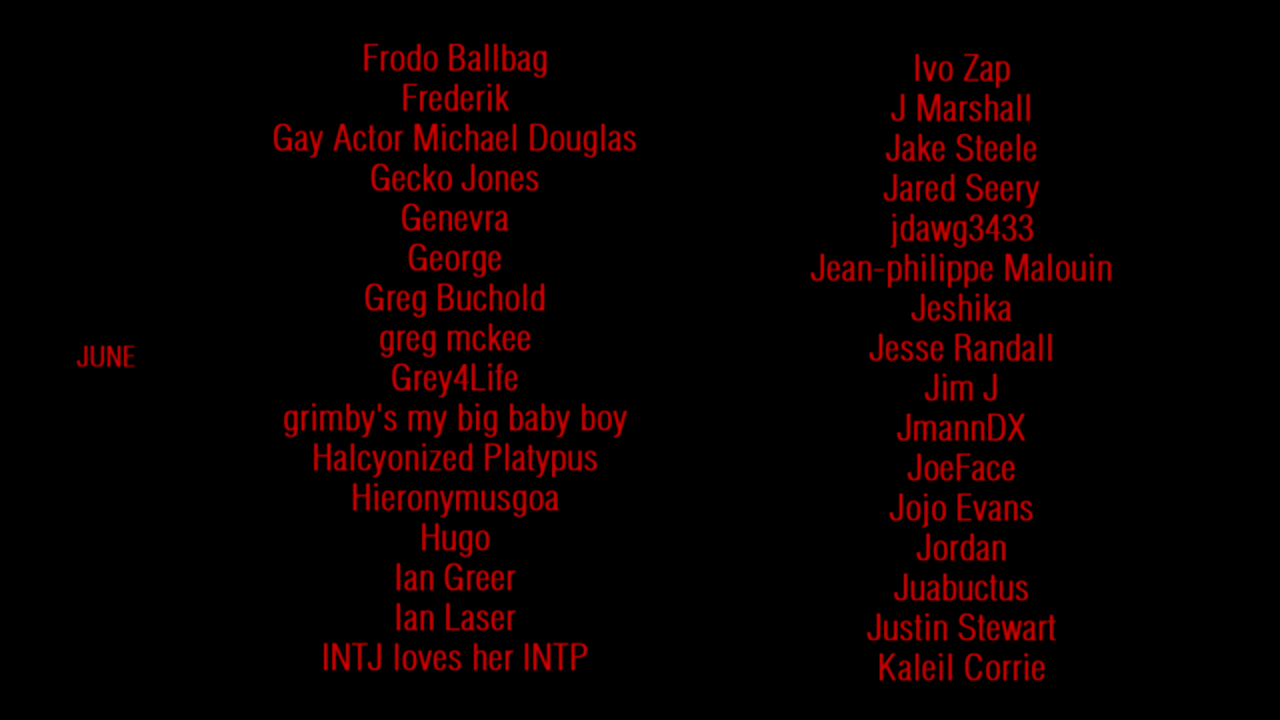 JUNE
Frodo Ballbag
Frederik
Gay Actor Michael Douglas
Gecko Jones
Genevra
George
Greg Buchold
greg mckee
Grey4Life
grimby's my big baby boy
Halcyonized Platypus
Hieronymusgoa
Hugo
Ian Greer
Ian Laser
INTJ loves her INTP
Ivo Zap
J Marshall
Jake Steele
Jared Seery
jdawg3433
Jean-philippe Malouin
Jeshika
Jesse Randall
Jim J
JmannDX
JoeFace
Jojo Evans
Jordan
Juabuctus
Justin Stewart
Kaleil Corrie